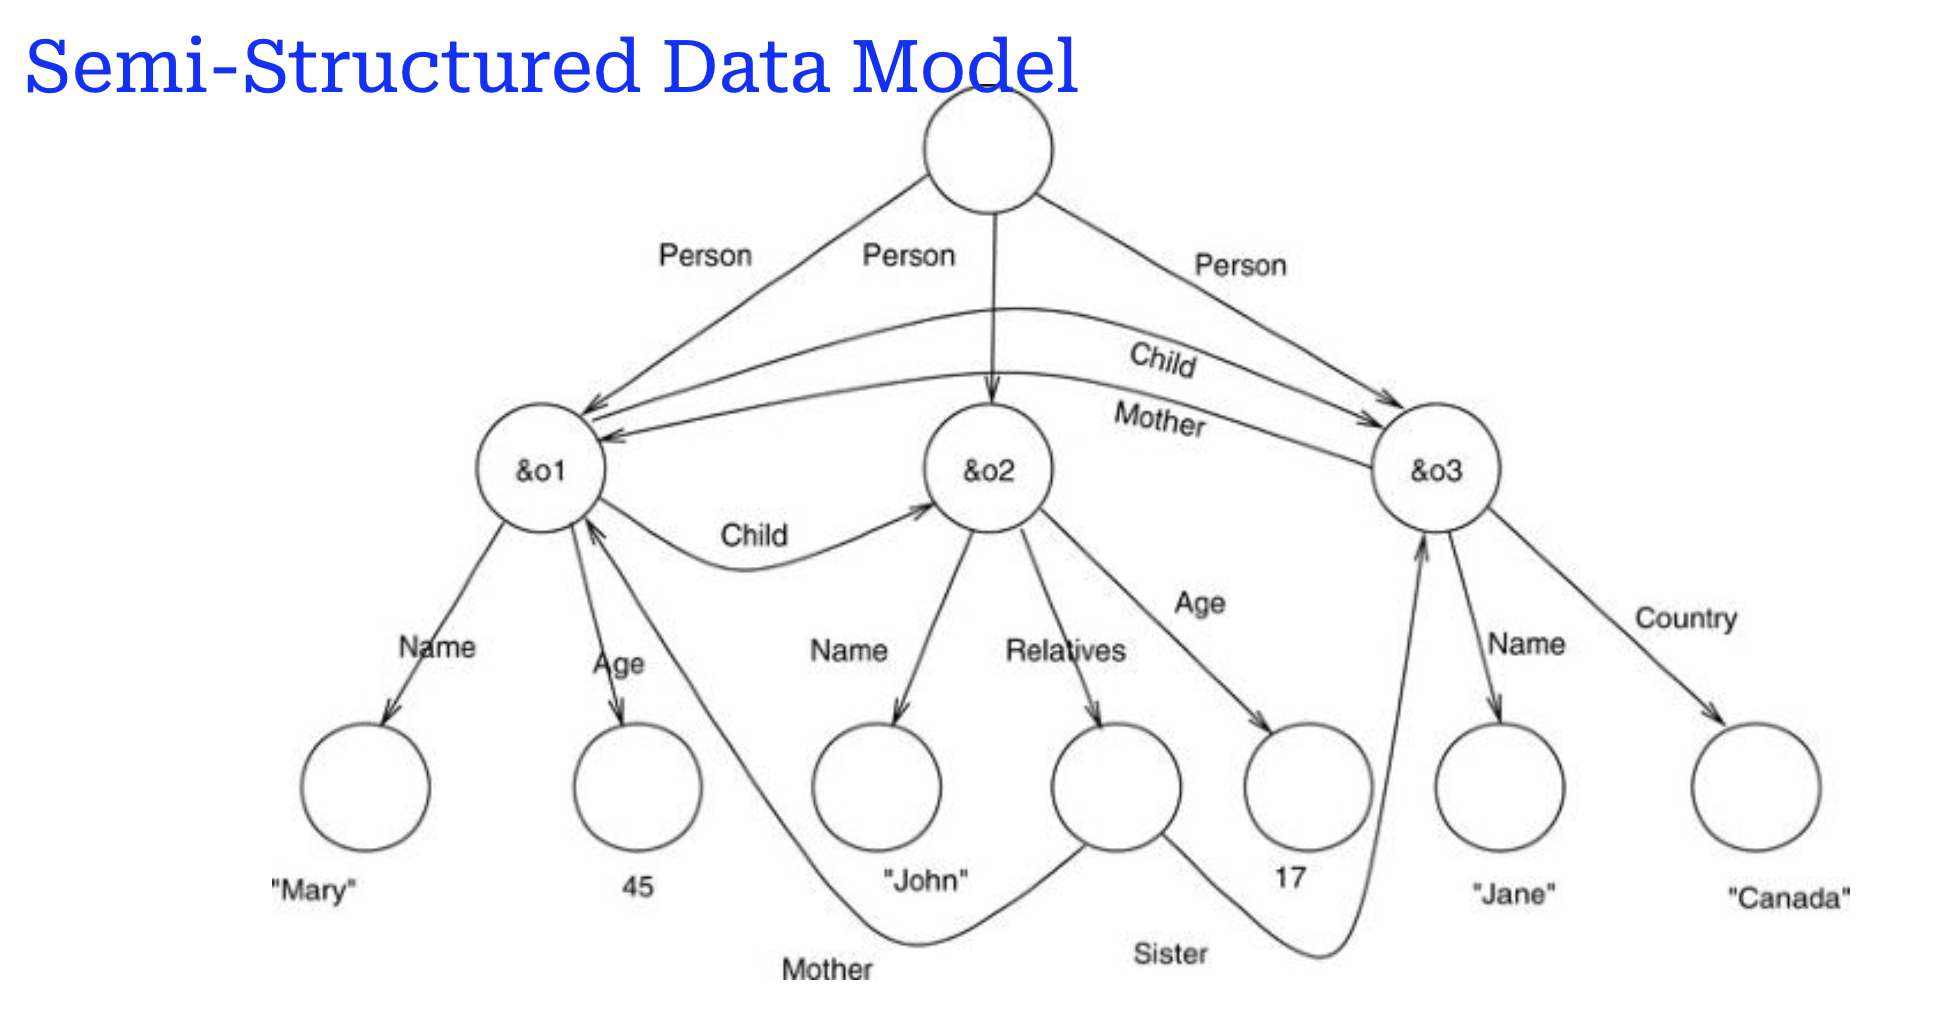 Semi-Structured Data Model
Person
Person
Person
Child
Mother
&o1
&o2
&o3
Child
Age
Country
Name
Age
Name
Relatives
Name
"Mary"
45
"John"
17
"Jane"
"Canada"
Mother
Sister